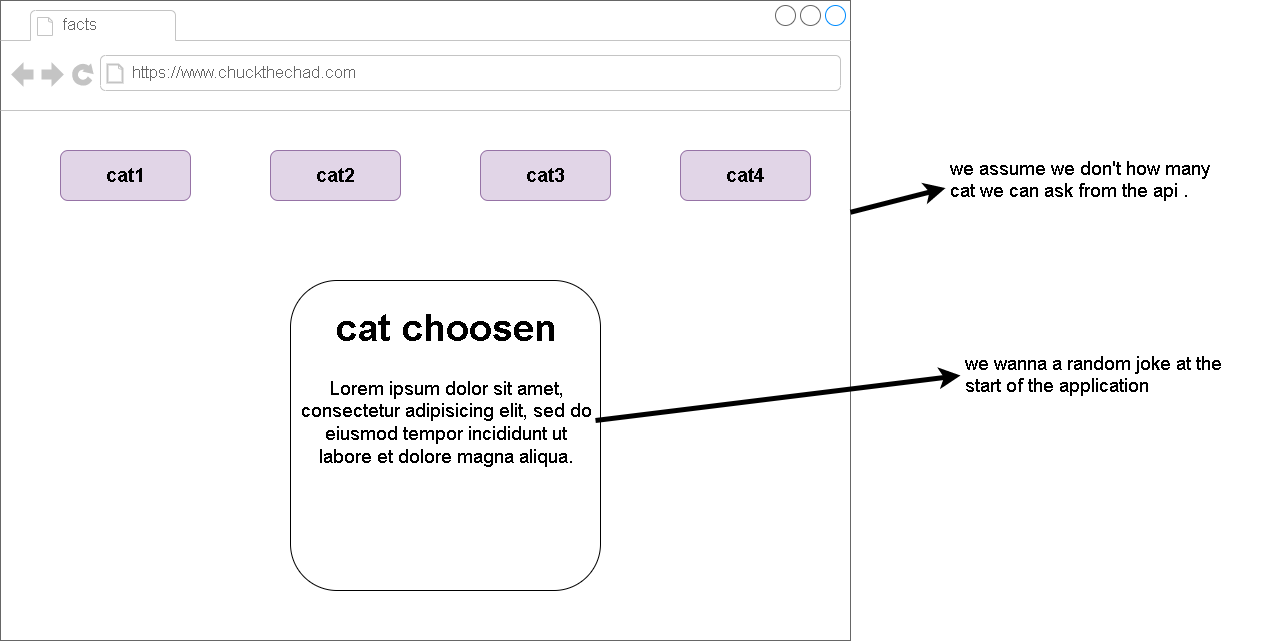 facts
https://www.chuckthechad.com
cat1
cat2
cat3
cat4
we assume we don't how many
cat we can ask from the api .
cat choosen
Lorem ipsum dolor sit amet,
consectetur adipisicing elit, sed do
eiusmod tempor incididunt ut
labore et dolore magna aliqua.
we wanna a random joke at the
start of the application